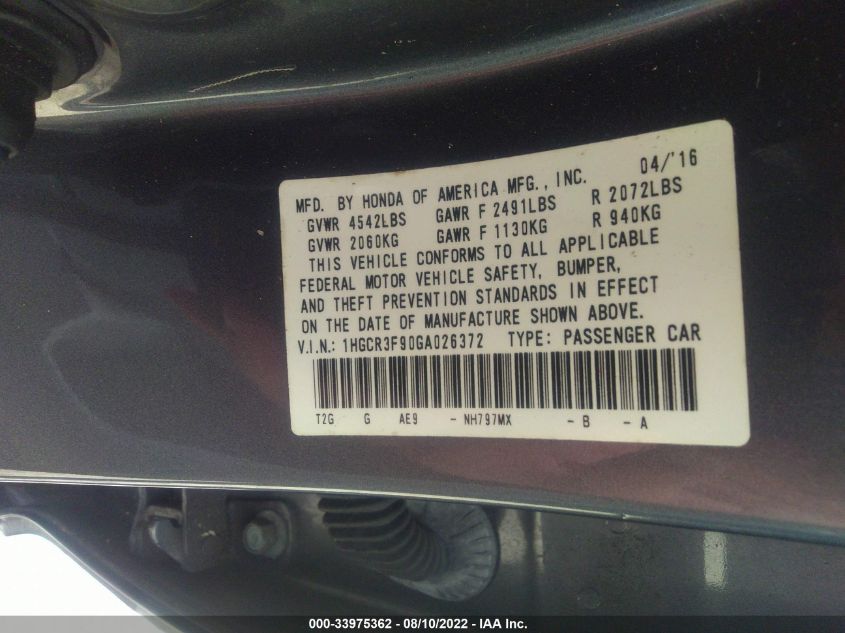 MFD. BY HONDA OF AMERICA MFG., INC. 04/'16
GVWR 4542LBS GAWR F 2491LBS R 2072LBS
GVWR 2060KG GAWR F 1130KG R 940KG
THIS VEHICLE CONFORMS TO ALL APPLICABLE
FEDERAL MOTOR VEHICLE SAFETY, BUMPER,
AND THEFT PREVENTION STANDARDS IN EFFECT
ON THE DATE OF MANUFACTURE SHOWN ABOVE.
V.I.N.: 1HGCR3F90GA026372 TYPE: PASSENGER CAR
T2G G AE9 - NH797MX - B - A
000-33975362 - 08/10/2022 - IAA Inc.